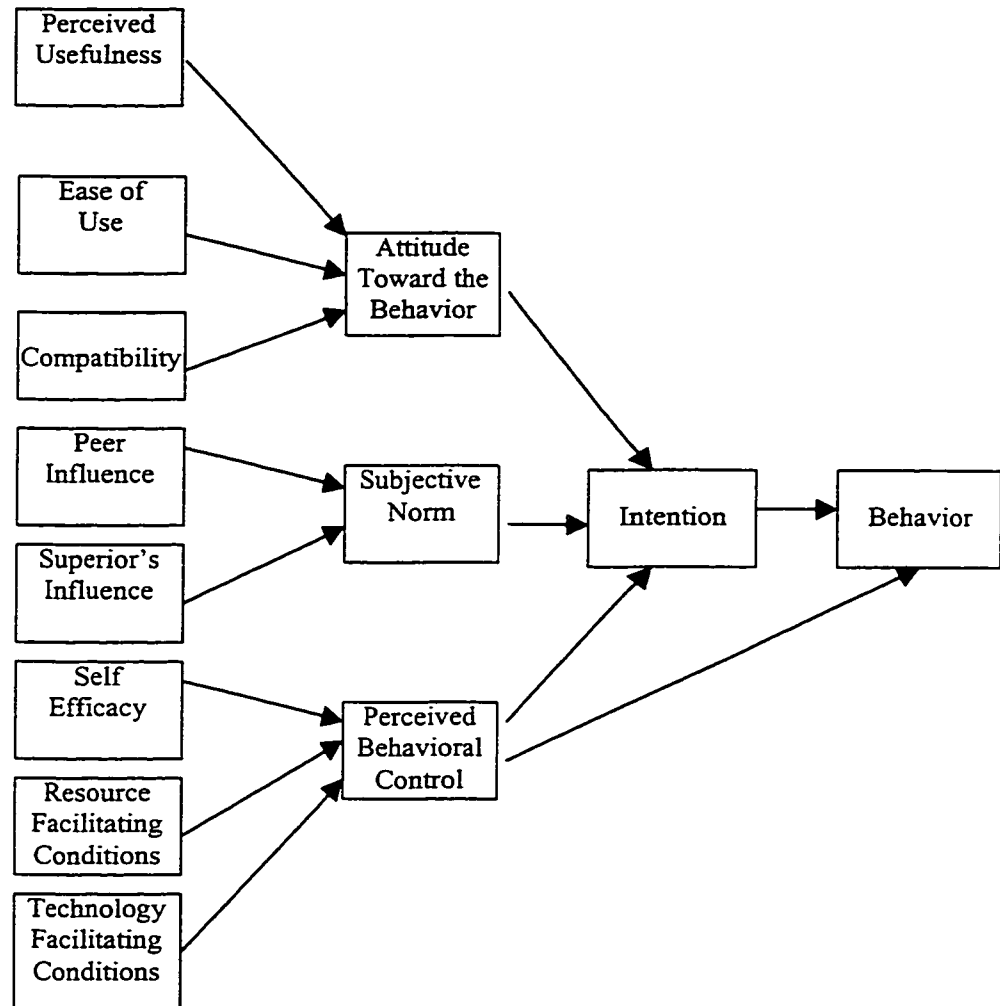 Perceived
Usefulness
Ease of
Use
Compatibility
Attitude
Toward the
Behavior
Peer
Influence
Superior's
Influence
Subjective
Norm
Intention
Behavior
Self
Efficacy
Resource
Facilitating
Conditions
Technology
Facilitating
Conditions
Perceived
Behavioral
Control